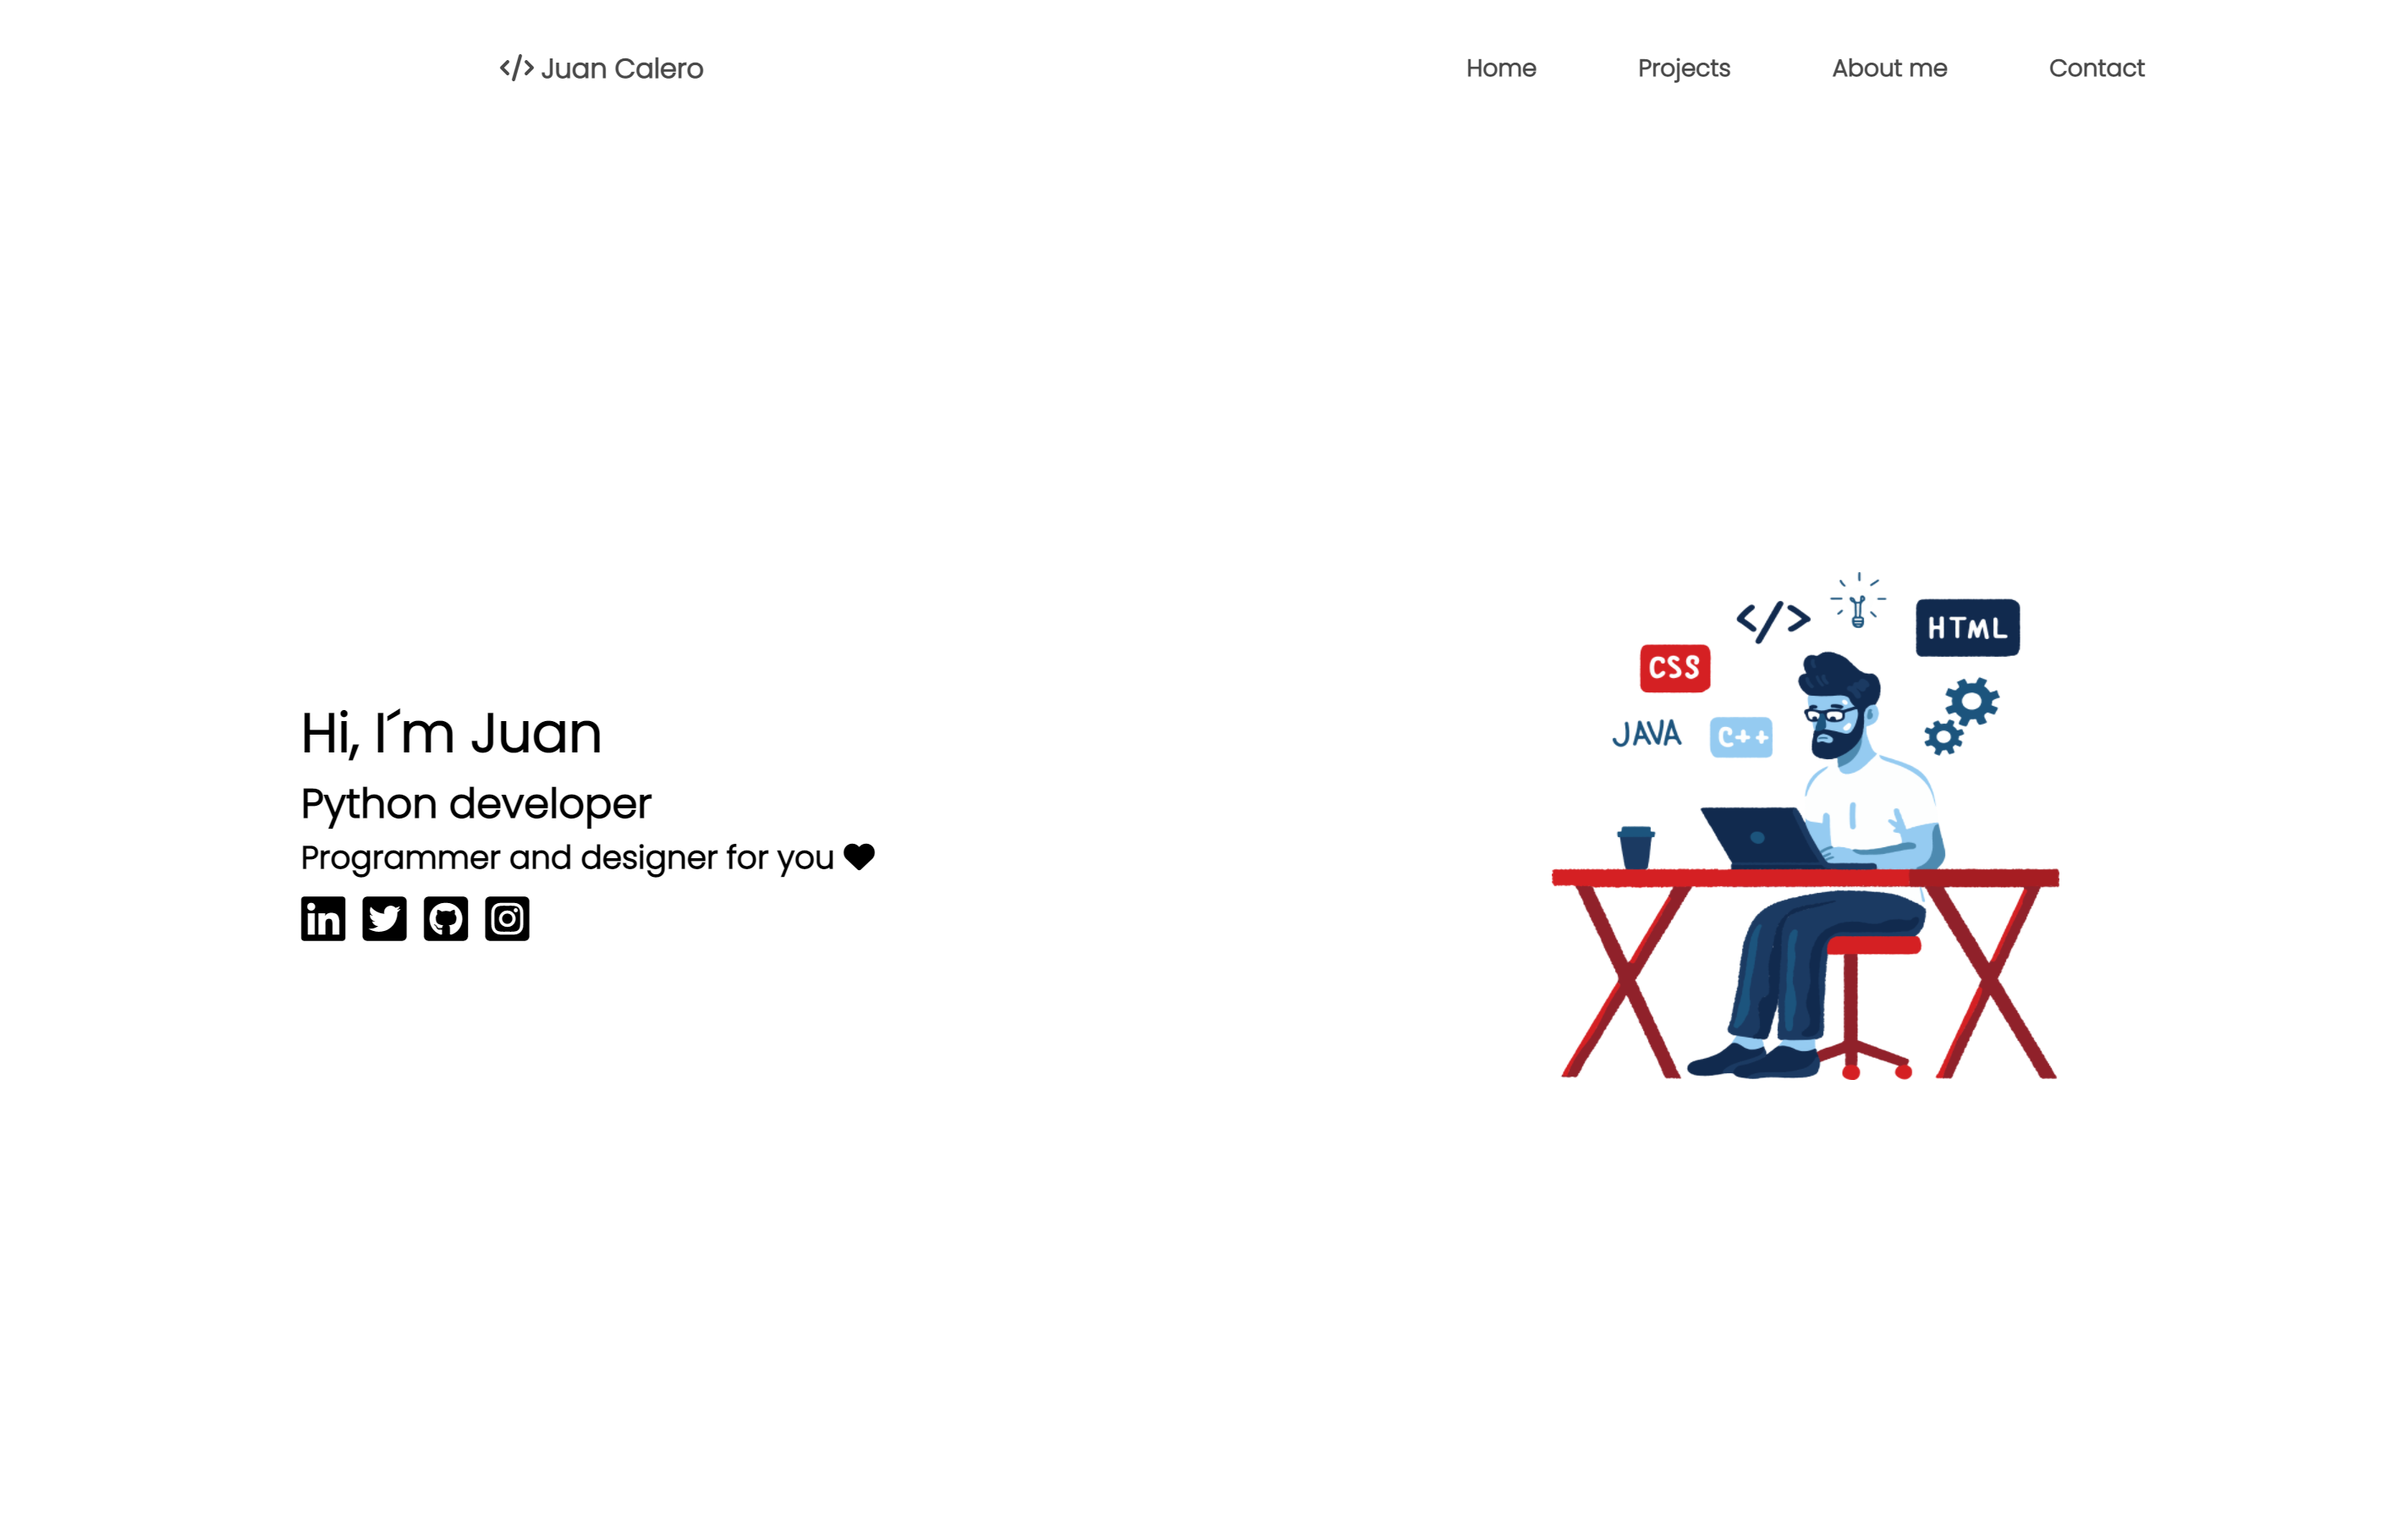 </> Juan Calero
Home
Projects
About me
Contact
Hi, I´m Juan
Python developer
Programmer and designer for you
</>
HTML
CSS
JAVA
C++